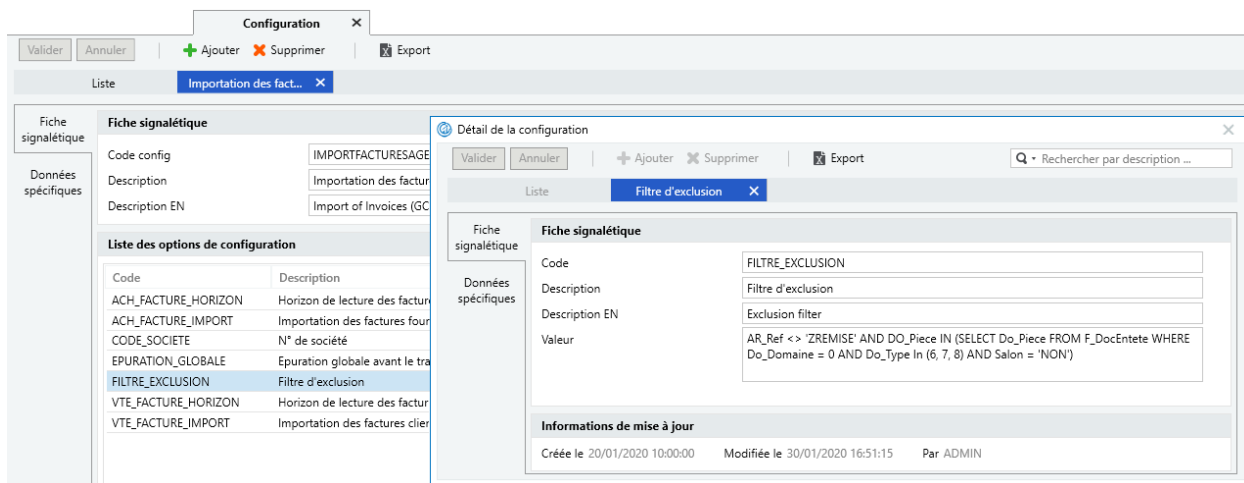 Configuration
Valider Annuler Ajouter Supprimer Export
Liste Importation des fact...
Fiche signalétique
Données spécifiques
Fiche signalétique
Code config IMPORTFACTURESAGE
Description Importation des factur
Description EN Import of Invoices (GC
Liste des options de configuration
Code Description
ACH_FACTURE_HORIZON Horizon de lecture des facture
ACH_FACTURE_IMPORT Importation des factures four
CODE_SOCIETE N° de société
EPURATION_GLOBALE Epuration globale avant le tra
FILTRE_EXCLUSION Filtre d'exclusion
VTE_FACTURE_HORIZON Horizon de lecture des factur
VTE_FACTURE_IMPORT Importation des factures clier
Détail de la configuration
Valider Annuler Ajouter Supprimer Export Rechercher par description ...
Liste Filtre d'exclusion
Fiche signalétique
Données spécifiques
Fiche signalétique
Code FILTRE_EXCLUSION
Description Filtre d'exclusion
Description EN Exclusion filter
Valeur AR_Ref <> 'ZREMISE' AND DO_Piece IN (SELECT Do_Piece FROM F_DocEntete WHERE
Do_Domaine = 0 AND Do_Type In (6, 7, 8) AND Salon = 'NON')
Informations de mise à jour
Créée le 20/01/2020 10:00:00 Modifiée le 30/01/2020 16:51:15 Par ADMIN